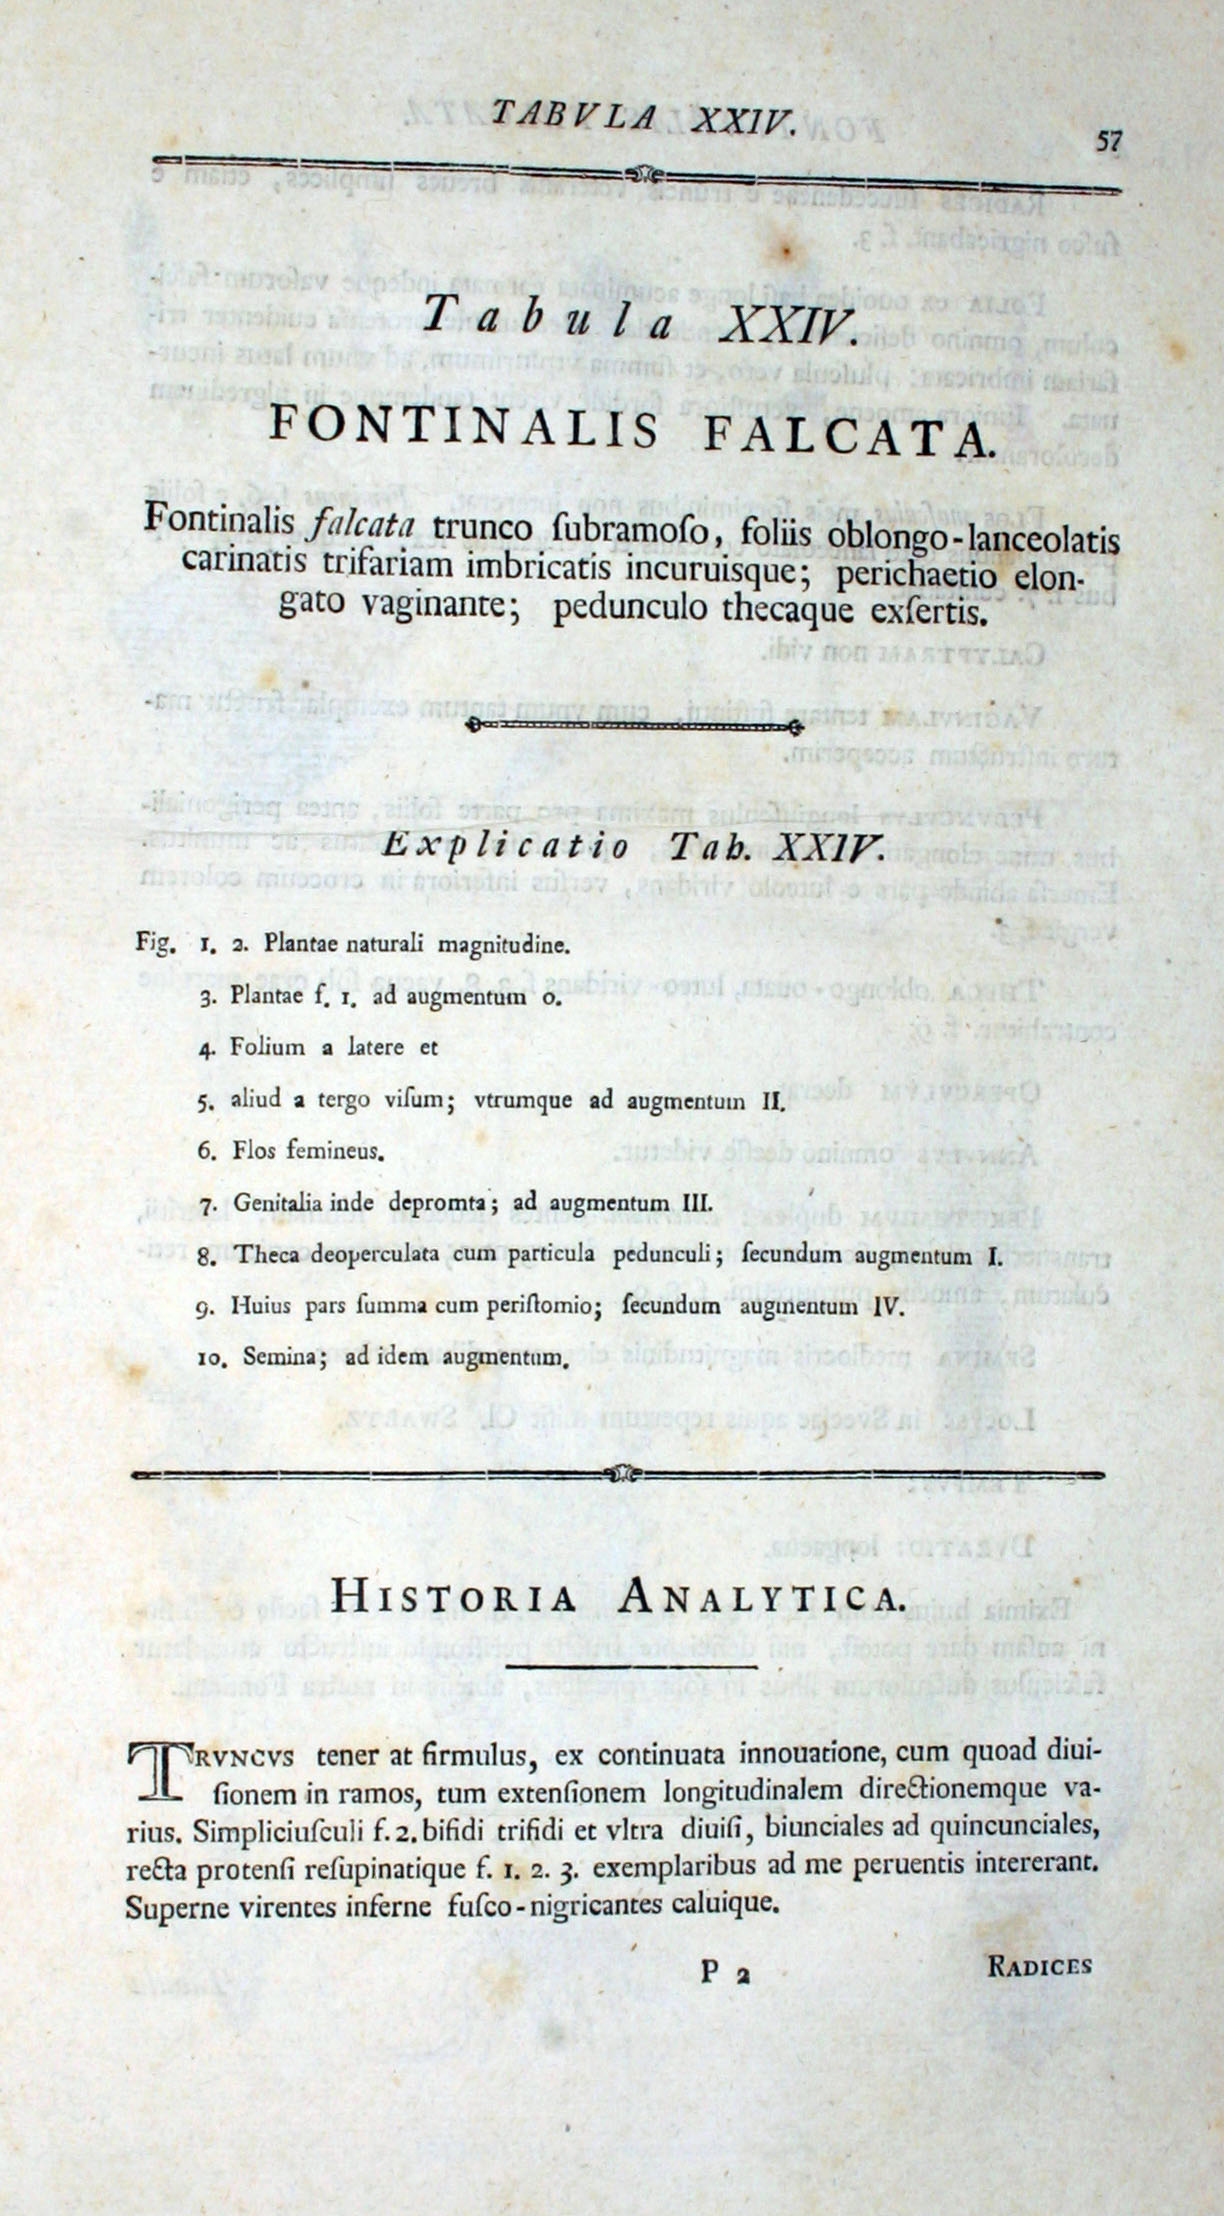 TABVLA XXIV.
57
Tabula XXIV.
FONTINALIS FALCATA.
Fontinalis falcata trunco ſubramoſo, foliis oblongo-lanceolatis
carinatis trifariam imbricatis incuruisque; perichaetio elon-
gato vaginante; pedunculo thecaque exſertis.
Explicatio Tab. XXIV.
Fig. 1. 2. Plantae naturali magnitudine.
3. Plantae f. 1. ad augmentum 0.
4. Folium a latere et
5. aliud a tergo viſum; vtrumque ad augmentum II.
6. Flos femineus.
7. Genitalia inde depromta; ad augmentum III.
8. Theca deoperculata cum particula pedunculi; ſecundum augmentum I.
9. Huius pars ſumma cum periſtomio; ſecundum augmentum IV.
10. Semina; ad idem augmentum.
HISTORIA ANALYTICA.
TRVNCVS tener at firmulus, ex continuata innouatione, cum quoad diui-
ſionem in ramos, tum extenſionem longitudinalem directionemque va-
rius. Simpliciuſculi f. 2. bifidi trifidi et vltra diuiſi, biunciales ad quincunciales,
recta protenſi reſupinatique f. 1. 2. 3. exemplaribus ad me peruentis intererant.
Superne virentes inferne fuſco-nigricantes caluique.
P 2
RADICES